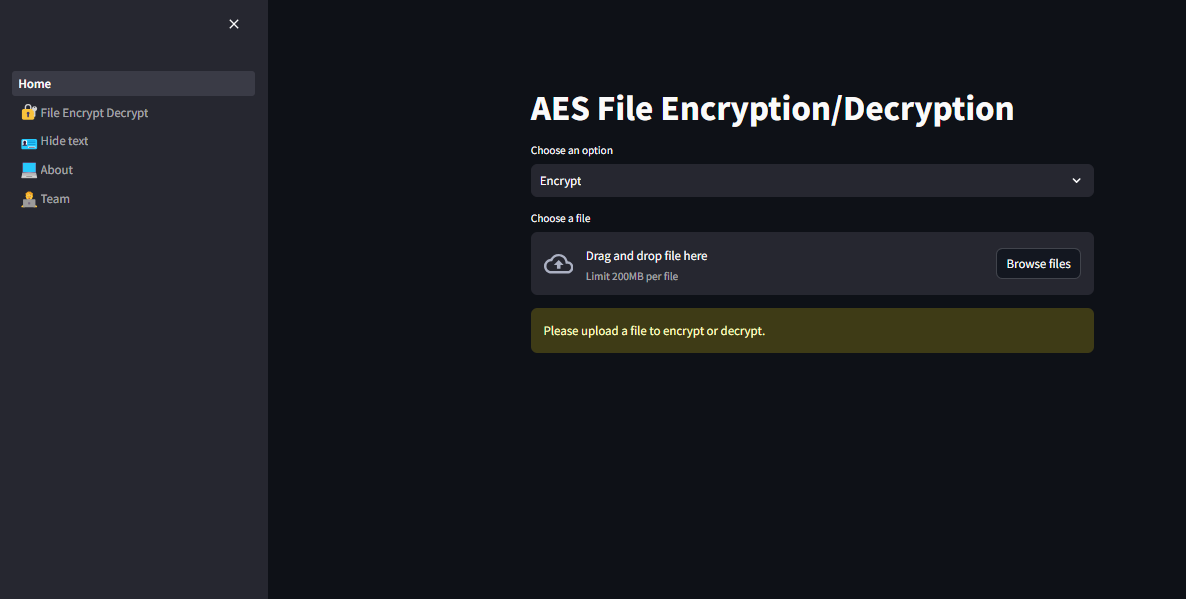 Home
File Encrypt Decrypt
Hide text
About
Team
AES File Encryption/Decryption
Choose an option
Encrypt
Choose a file
Drag and drop file here
Limit 200MB per file
Browse files
Please upload a file to encrypt or decrypt.